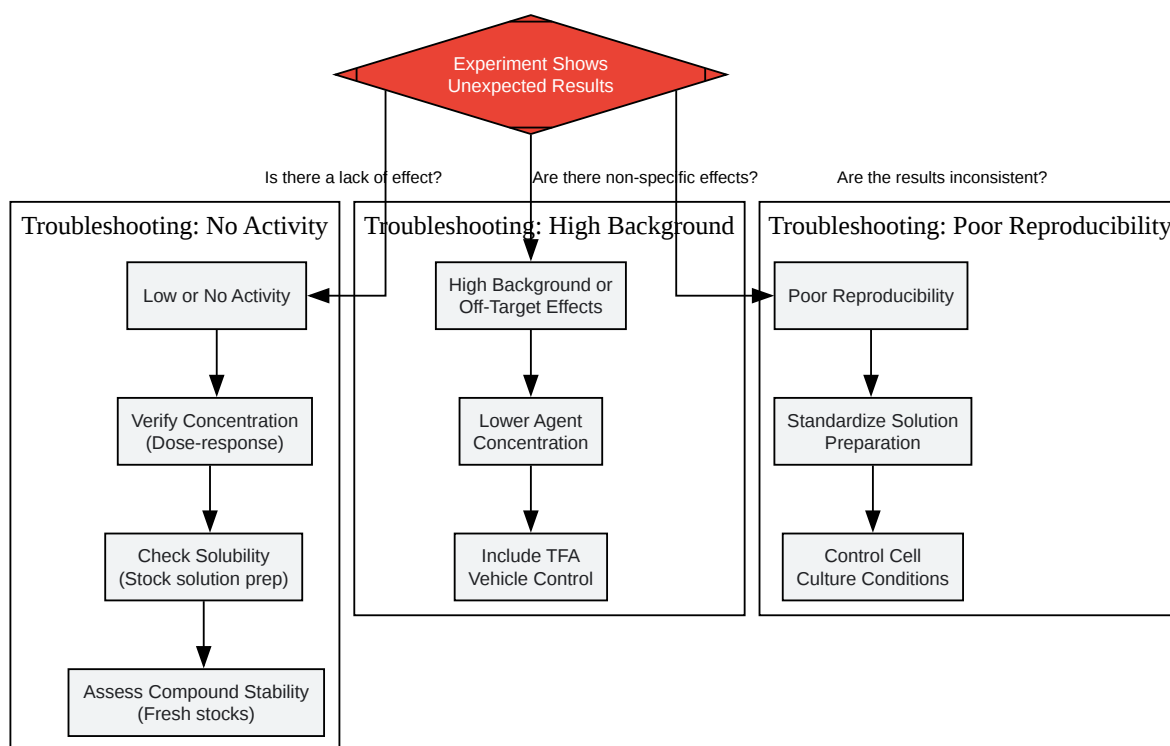 Experiment Shows
Unexpected Results
Is there a lack of effect?
Are there non-specific effects?
Are the results inconsistent?
Troubleshooting: No Activity
Low or No Activity
Verify Concentration
(Dose-response)
Check Solubility
(Stock solution prep)
Assess Compound Stability
(Fresh stocks)
Troubleshooting: High Background
High Background or
Off-Target Effects
Lower Agent
Concentration
Include TFA
Vehicle Control
Troubleshooting: Poor Reproducibility
Poor Reproducibility
Standardize Solution
Preparation
Control Cell
Culture Conditions